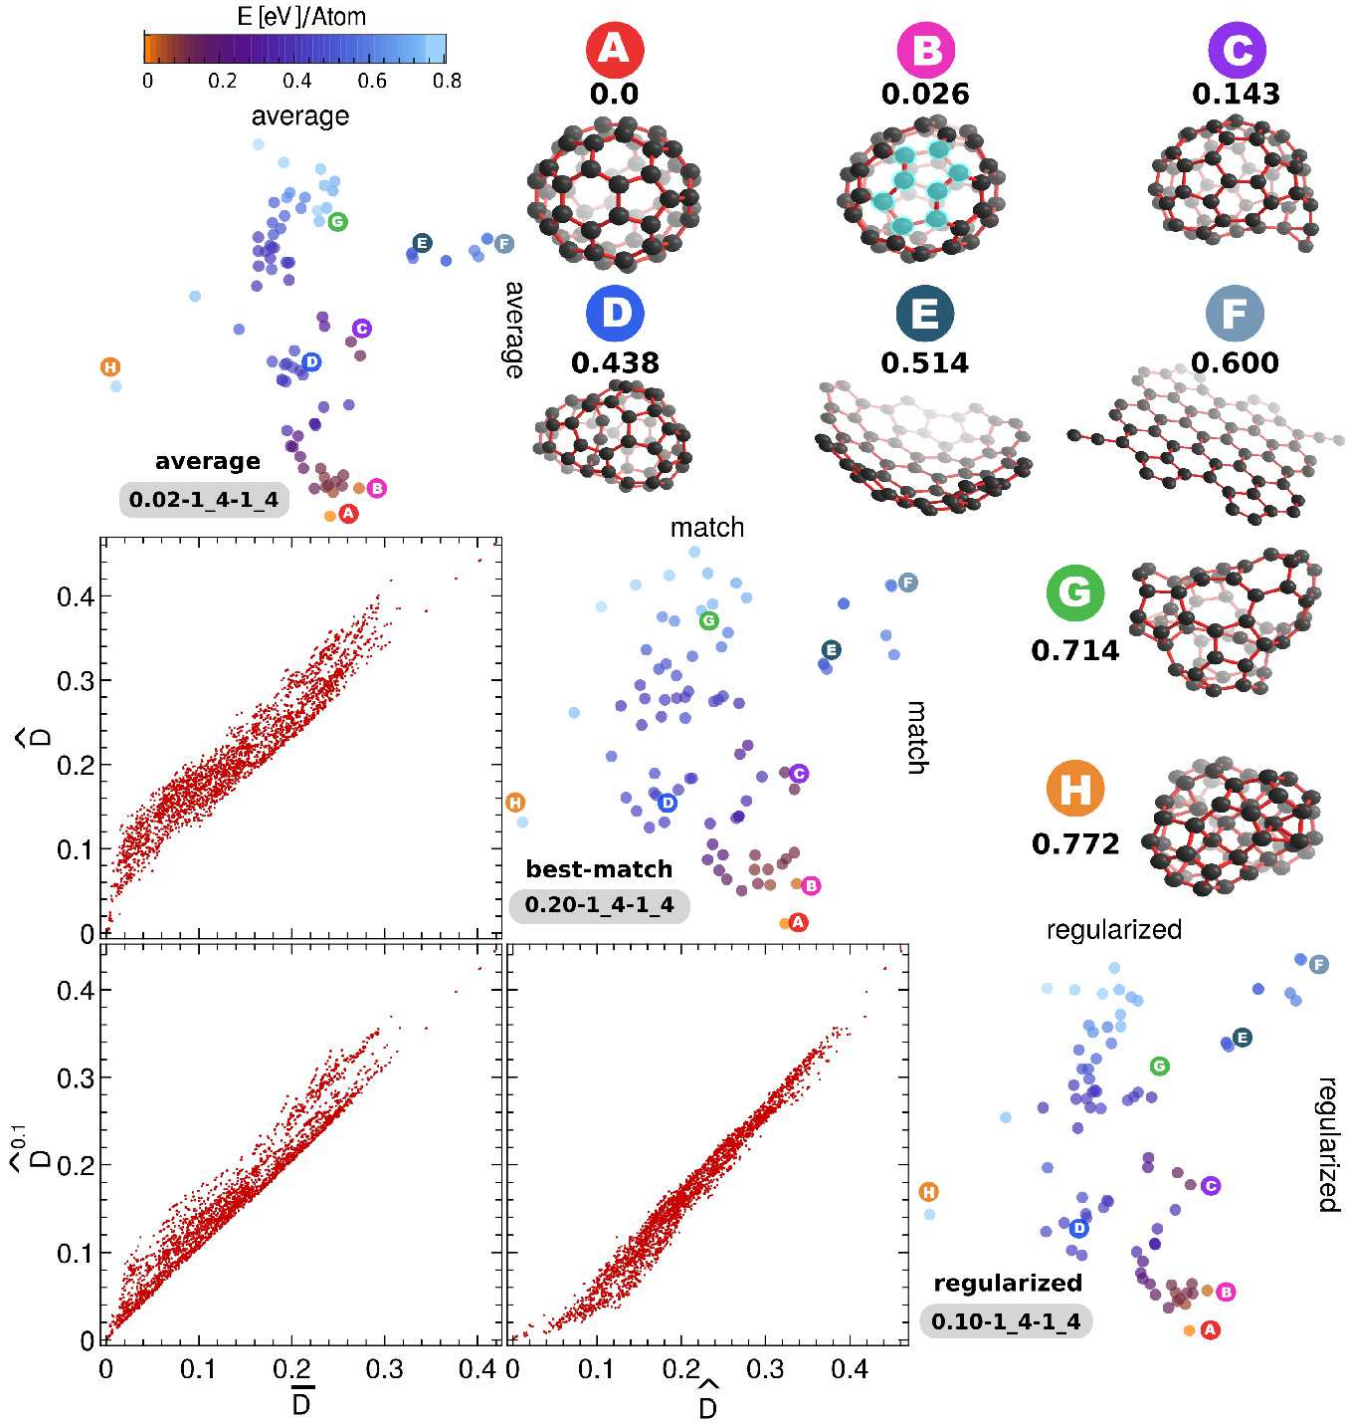 E [eV]/Atom
0 0.2 0.4 0.6 0.8
average
A
0.0
B
0.026
C
0.143
G
E
F
C
D
H
B
A
average
average
0.02-1_4-1_4
D
0.438
E
0.514
F
0.600
match
G
0.714
H
0.772
F
G
E
C
D
H
B
A
match
best-match
0.20-1_4-1_4
0.4
0.3
0.2
0.1
0
D̂
regularized
F
E
G
C
H
D
B
A
regularized
regularized
0.10-1_4-1_4
0.4
0.3
0.2
0.1
0
D̂^0.1
0 0.1 0.2 0.3 0.4
D̅
0 0.1 0.2 0.3 0.4
D̂